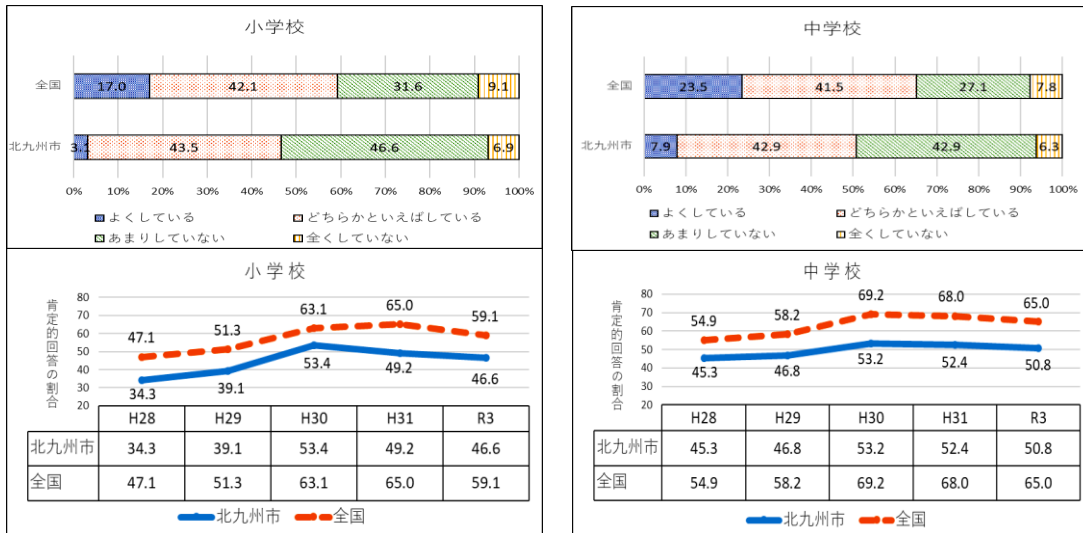 小学校
全国 17.0 42.1 31.6 9.1
北九州市 3.1 43.5 46.6 6.9
0% 10% 20% 30% 40% 50% 60% 70% 80% 90% 100%
よくしている どちらかといえばしている
あまりしていない 全くしていない
中学校
全国 23.5 41.5 27.1 7.8
北九州市 7.9 42.9 42.9 6.3
0% 10% 20% 30% 40% 50% 60% 70% 80% 90% 100%
よくしている どちらかといえばしている
あまりしていない 全くしていない
小学校
肯定的回答の割合
80
70
60
50
40
30
20
47.1 51.3 63.1 65.0 59.1
34.3 39.1 53.4 49.2 46.6
H28 H29 H30 H31 R3
北九州市 34.3 39.1 53.4 49.2 46.6
全国 47.1 51.3 63.1 65.0 59.1
北九州市 全国
中学校
肯定的回答の割合
80
70
60
50
40
30
20
54.9 58.2 69.2 68.0 65.0
45.3 46.8 53.2 52.4 50.8
H28 H29 H30 H31 R3
北九州市 45.3 46.8 53.2 52.4 50.8
全国 54.9 58.2 69.2 68.0 65.0
北九州市 全国